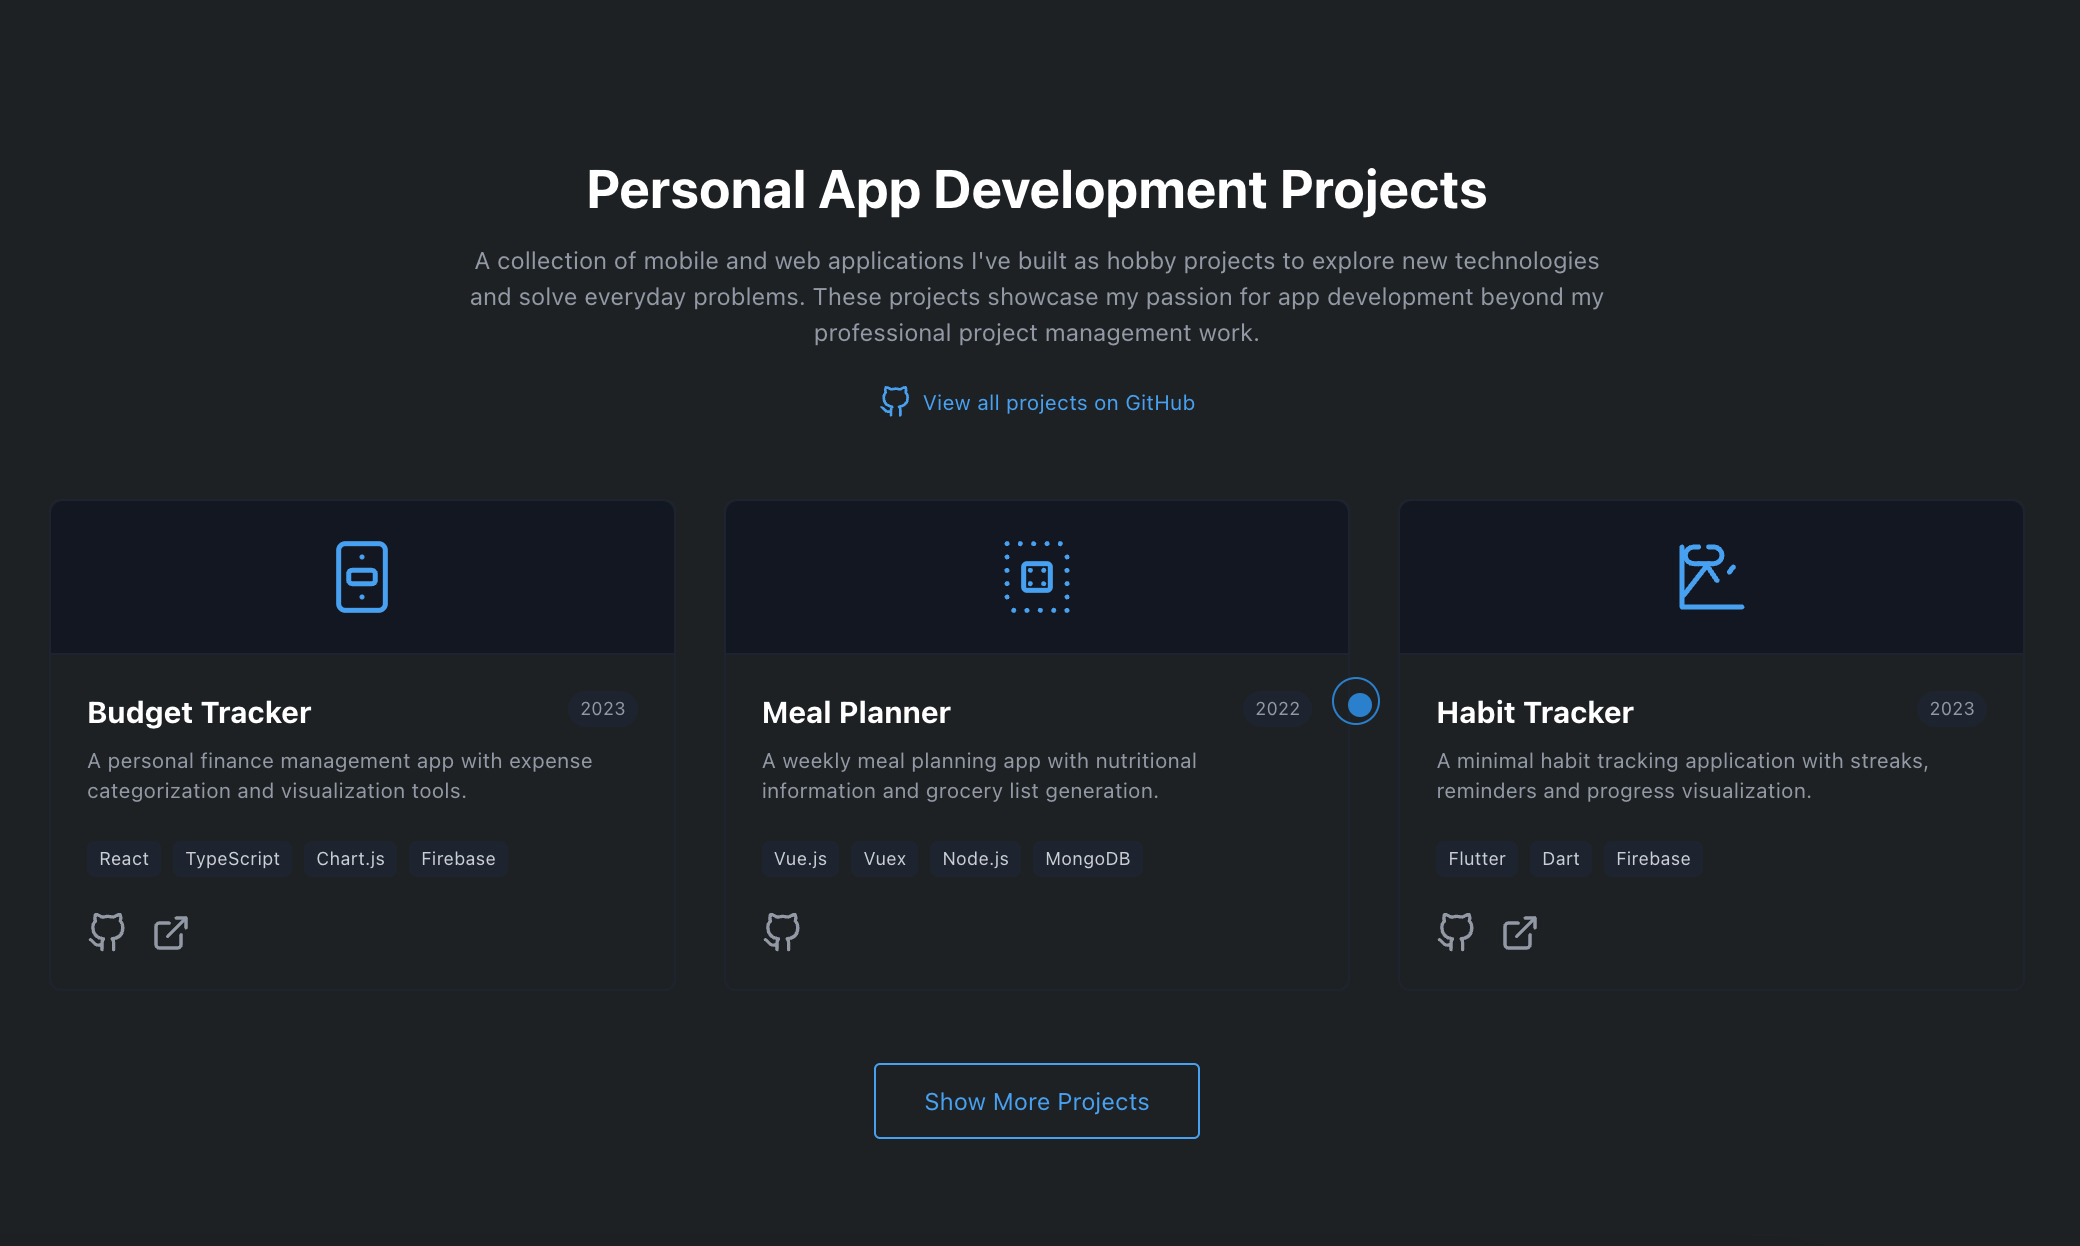 Personal App Development Projects
A collection of mobile and web applications I've built as hobby projects to explore new technologies
and solve everyday problems. These projects showcase my passion for app development beyond my
professional project management work.
View all projects on GitHub
Budget Tracker
2023
A personal finance management app with expense
categorization and visualization tools.
React TypeScript Chart.js Firebase
Meal Planner
2022
A weekly meal planning app with nutritional
information and grocery list generation.
Vue.js Vuex Node.js MongoDB
Habit Tracker
2023
A minimal habit tracking application with streaks,
reminders and progress visualization.
Flutter Dart Firebase
Show More Projects